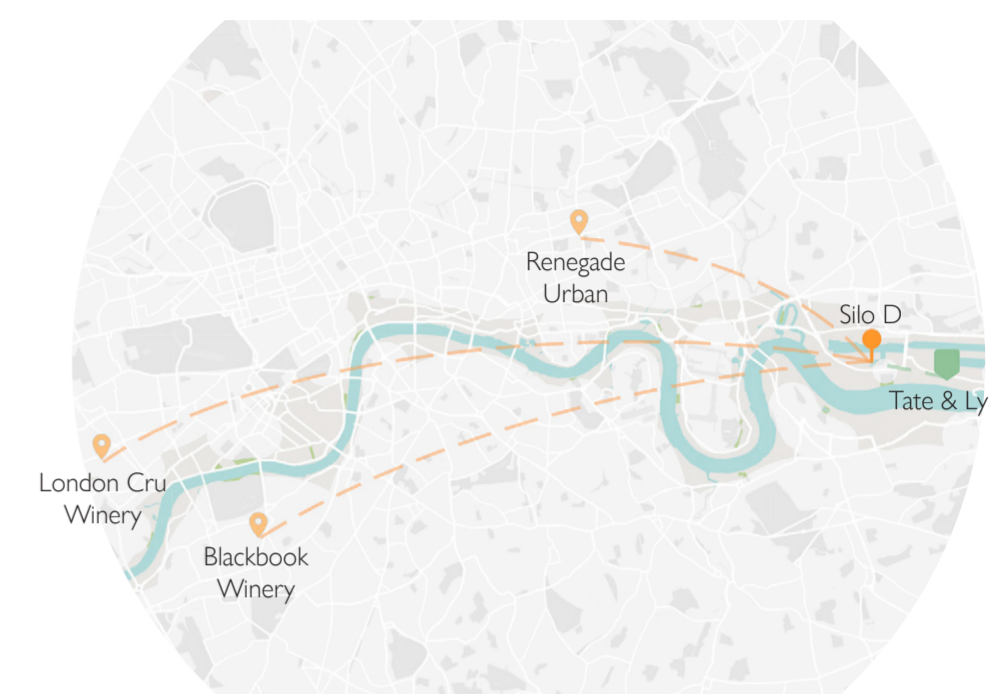 Renegade
Urban
Silo D
Tate & Ly
London Cru
Winery
Blackbook
Winery